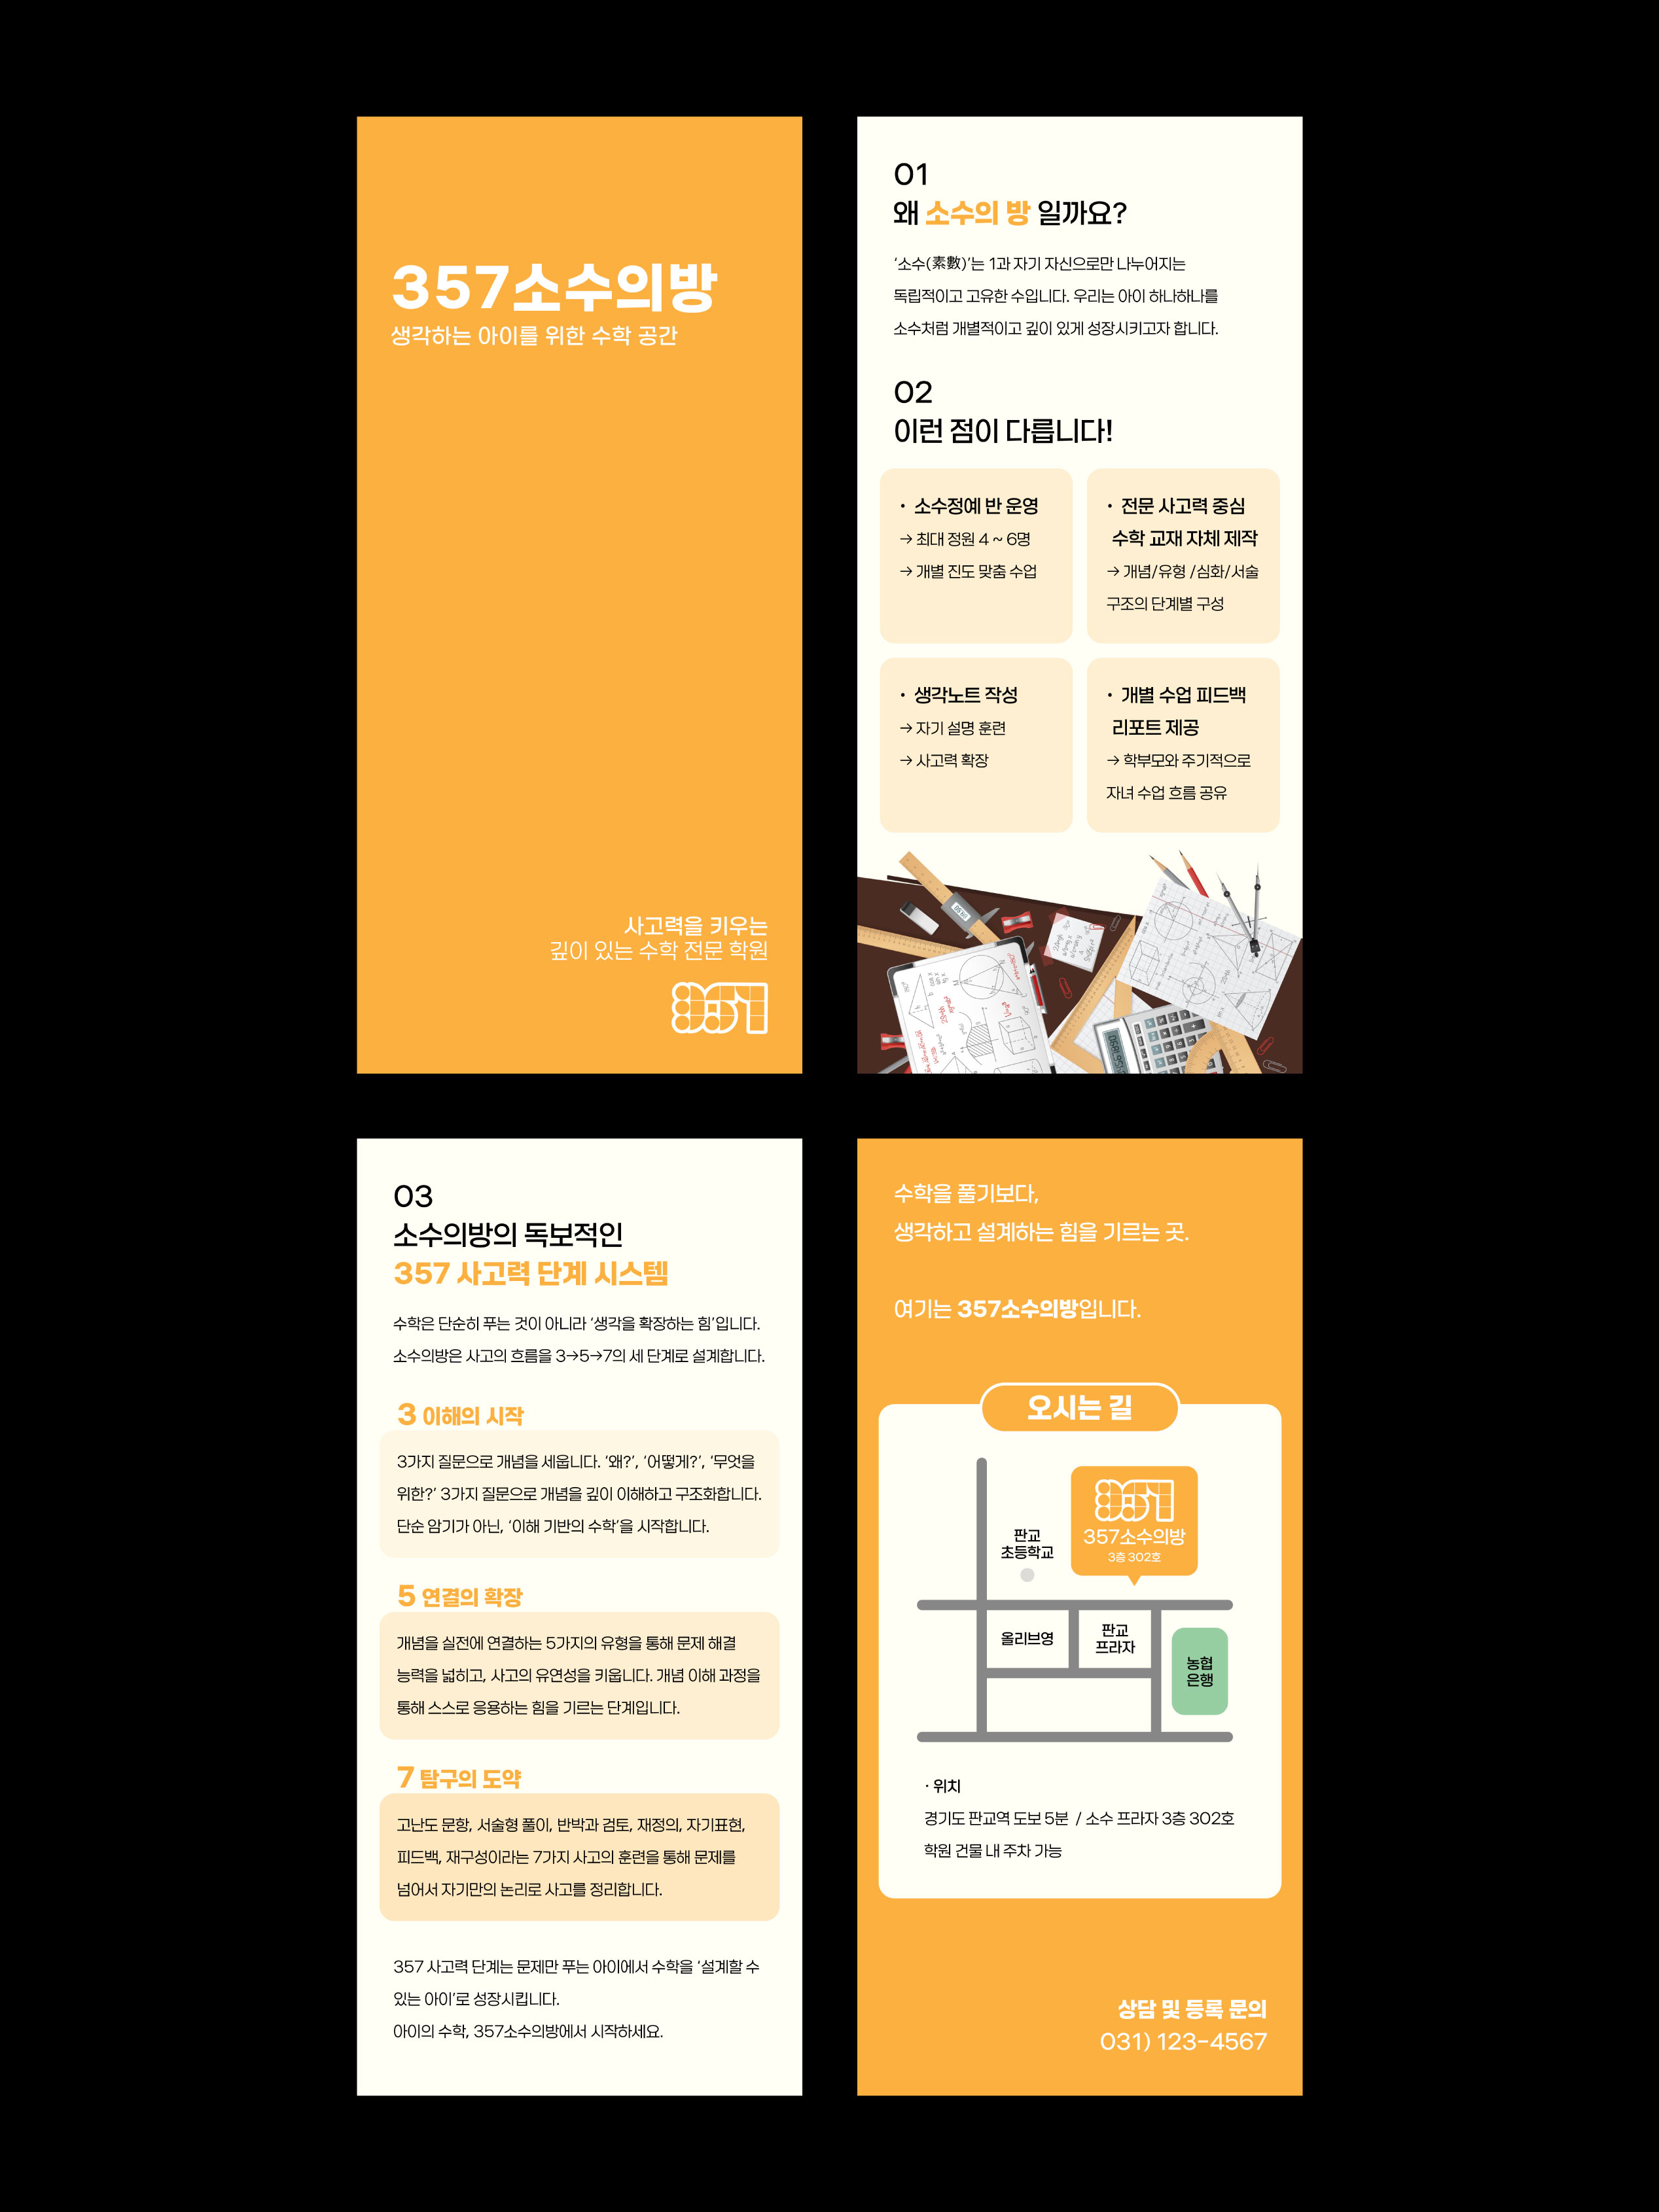 357소수의방
생각하는 아이를 위한 수학 공간
사고력을 키우는
깊이 있는 수학 전문 학원
357
01
왜 소수의 방 일까요?
‘소수(素數)’는 1과 자기 자신으로만 나누어지는
독립적이고 고유한 수입니다. 우리는 아이 하나하나를
소수처럼 개별적이고 깊이 있게 성장시키고자 합니다.
02
이런 점이 다릅니다!
• 소수정예 반 운영
→ 최대 정원 4 ~ 6명
→ 개별 진도 맞춤 수업
• 전문 사고력 중심
수학 교재 자체 제작
→ 개념/유형 /심화/서술
구조의 단계별 구성
• 생각노트 작성
→ 자기 설명 훈련
→ 사고력 확장
• 개별 수업 피드백
리포트 제공
→ 학부모와 주기적으로
자녀 수업 흐름 공유
03
소수의방의 독보적인
357 사고력 단계 시스템
수학은 단순히 푸는 것이 아니라 ‘생각을 확장하는 힘’입니다.
소수의방은 사고의 흐름을 3→5→7의 세 단계로 설계합니다.
3 이해의 시작
3가지 질문으로 개념을 세웁니다. ‘왜?’, ‘어떻게?’, ‘무엇을
위한?’ 3가지 질문으로 개념을 깊이 이해하고 구조화합니다.
단순 암기가 아닌, ‘이해 기반의 수학’을 시작합니다.
5 연결의 확장
개념을 실전에 연결하는 5가지의 유형을 통해 문제 해결
능력을 넓히고, 사고의 유연성을 키웁니다. 개념 이해 과정을
통해 스스로 응용하는 힘을 기르는 단계입니다.
7 탐구의 도약
고난도 문항, 서술형 풀이, 반박과 검토, 재정의, 자기표현,
피드백, 재구성이라는 7가지 사고의 훈련을 통해 문제를
넘어서 자기만의 논리로 사고를 정리합니다.
357 사고력 단계는 문제만 푸는 아이에서 수학을 ‘설계할 수
있는 아이’로 성장시킵니다.
아이의 수학, 357소수의방에서 시작하세요.
수학을 풀기보다,
생각하고 설계하는 힘을 기르는 곳.
여기는 357소수의방입니다.
오시는 길
357
357소수의방
3층 302호
판교
초등학교
올리브영
판교
프라자
농협
은행
· 위치
경기도 판교역 도보 5분 / 소수 프라자 3층 302호
학원 건물 내 주차 가능
상담 및 등록 문의
031) 123-4567